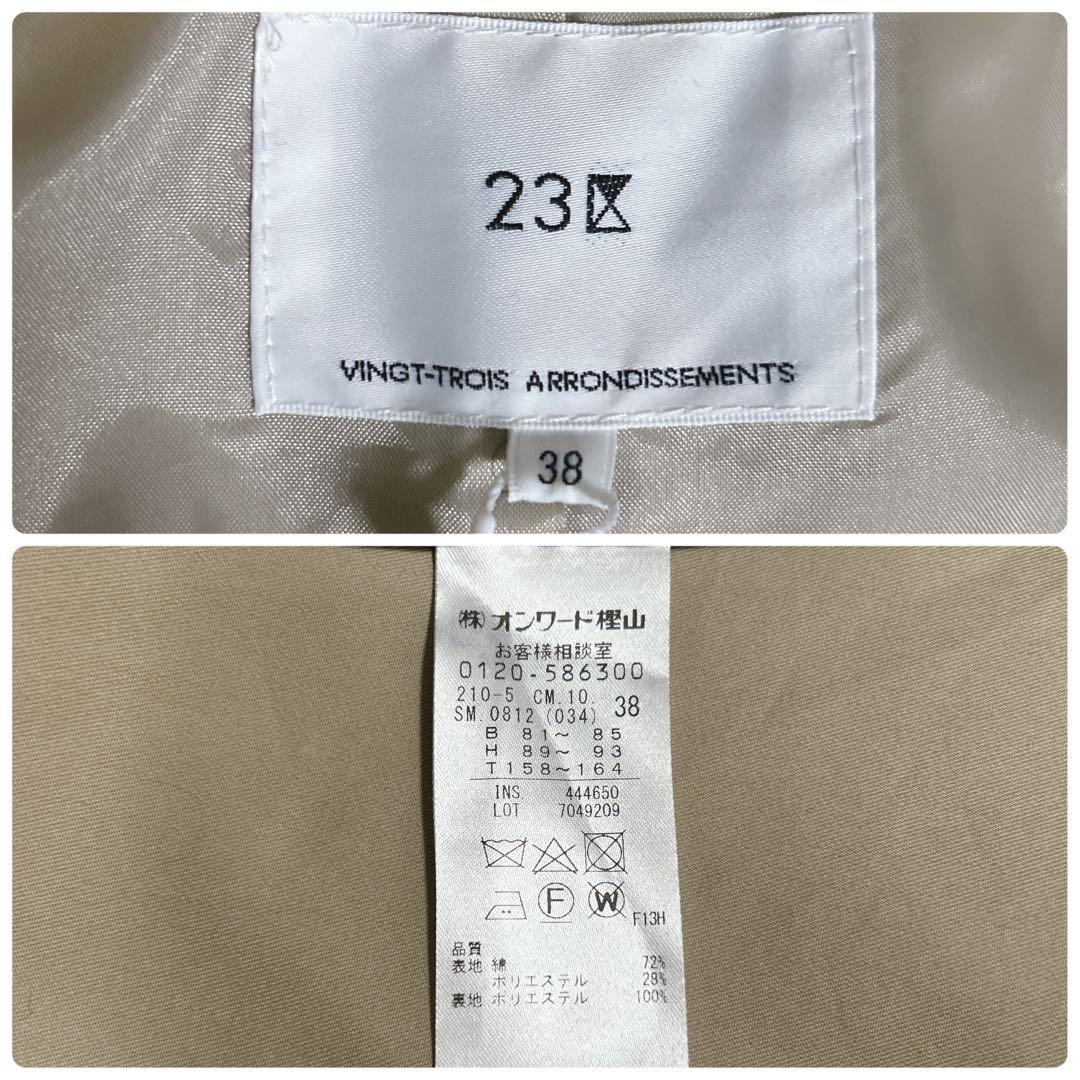 23区
VINGT-TROIS ARRONDISSEMENTS
38
㈱オンワード樫山
お客様相談室
0120-586300
210-5 CM.10.
SM.0812 (034) 38
B 81～ 85
H 89～ 93
T158～164
INS. 444650
LOT 7049209
F W
F13H
品質
表地 綿 72%
ポリエステル 28%
裏地 ポリエステル 100%